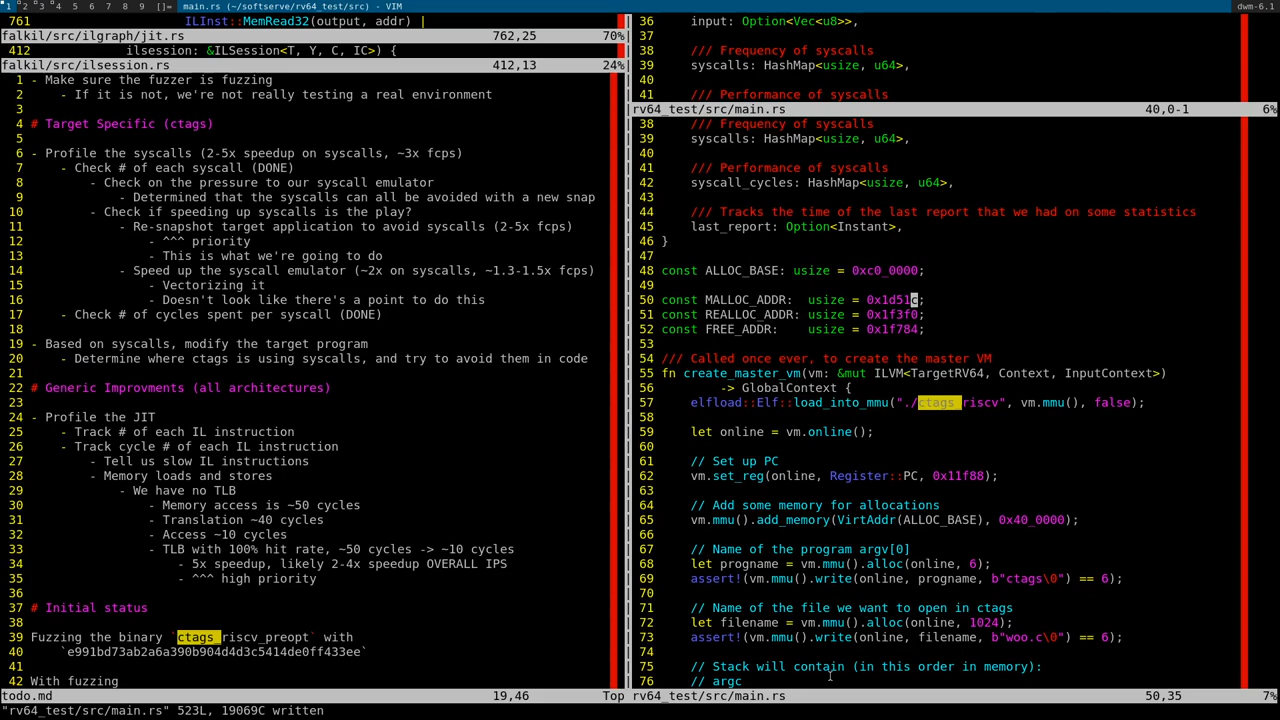 1 2 3 4 5 6 7 8 9 []= main.rs (~/softserve/rv64_test/src) - VIM dwm-6.1
761 ILInst::MemRead32(output, addr) |
falkil/src/ilgraph/jit.rs 762,25 70%
412 ilsession: &ILSession<T, Y, C, IC>) {
falkil/src/ilsession.rs 412,13 24%
1 - Make sure the fuzzer is fuzzing
2 - If it is not, we're not really testing a real environment
3
4 # Target Specific (ctags)
5
6 - Profile the syscalls (2-5x speedup on syscalls, ~3x fcps)
7 - Check # of each syscall (DONE)
8 - Check on the pressure to our syscall emulator
9 - Determined that the syscalls can all be avoided with a new snap
10 - Check if speeding up syscalls is the play?
11 - Re-snapshot target application to avoid syscalls (2-5x fcps)
12 - ^^^ priority
13 - This is what we're going to do
14 - Speed up the syscall emulator (~2x on syscalls, ~1.3-1.5x fcps)
15 - Vectorizing it
16 - Doesn't look like there's a point to do this
17 - Check # of cycles spent per syscall (DONE)
18
19 - Based on syscalls, modify the target program
20 - Determine where ctags is using syscalls, and try to avoid them in code
21
22 # Generic Improvments (all architectures)
23
24 - Profile the JIT
25 - Track # of each IL instruction
26 - Track cycle # of each IL instruction
27 - Tell us slow IL instructions
28 - Memory loads and stores
29 - We have no TLB
30 - Memory access is ~50 cycles
31 - Translation ~40 cycles
32 - Access ~10 cycles
33 - TLB with 100% hit rate, ~50 cycles -> ~10 cycles
34 - 5x speedup, likely 2-4x speedup OVERALL IPS
35 - ^^^ high priority
36
37 # Initial status
38
39 Fuzzing the binary `ctags_riscv_preopt` with
40 `e991bd73ab2a6a390b904d4d3c5414de0ff433ee`
41
42 With fuzzing
todo.md 19,46 Top
36 input: Option<Vec<u8>>,
37
38 /// Frequency of syscalls
39 syscalls: HashMap<usize, u64>,
40
41 /// Performance of syscalls
rv64_test/src/main.rs 40,0-1 6%
38 /// Frequency of syscalls
39 syscalls: HashMap<usize, u64>,
40
41 /// Performance of syscalls
42 syscall_cycles: HashMap<usize, u64>,
43
44 /// Tracks the time of the last report that we had on some statistics
45 last_report: Option<Instant>,
46 }
47
48 const ALLOC_BASE: usize = 0xc0_0000;
49
50 const MALLOC_ADDR: usize = 0x1d51c;
51 const REALLOC_ADDR: usize = 0x1f3f0;
52 const FREE_ADDR: usize = 0x1f784;
53
54 /// Called once ever, to create the master VM
55 fn create_master_vm(vm: &mut ILVM<TargetRV64, Context, InputContext>)
56 -> GlobalContext {
57 elfload::Elf::load_into_mmu("./ctags_riscv", vm.mmu(), false);
58
59 let online = vm.online();
60
61 // Set up PC
62 vm.set_reg(online, Register::PC, 0x11f88);
63
64 // Add some memory for allocations
65 vm.mmu().add_memory(VirtAddr(ALLOC_BASE), 0x40_0000);
66
67 // Name of the program argv[0]
68 let progname = vm.mmu().alloc(online, 6);
69 assert!(vm.mmu().write(online, progname, b"ctags\0") == 6);
70
71 // Name of the file we want to open in ctags
72 let filename = vm.mmu().alloc(online, 1024);
73 assert!(vm.mmu().write(online, filename, b"woo.c\0") == 6);
74
75 // Stack will contain (in this order in memory):
76 // argc
rv64_test/src/main.rs 50,35 7%
"rv64_test/src/main.rs" 523L, 19069C written